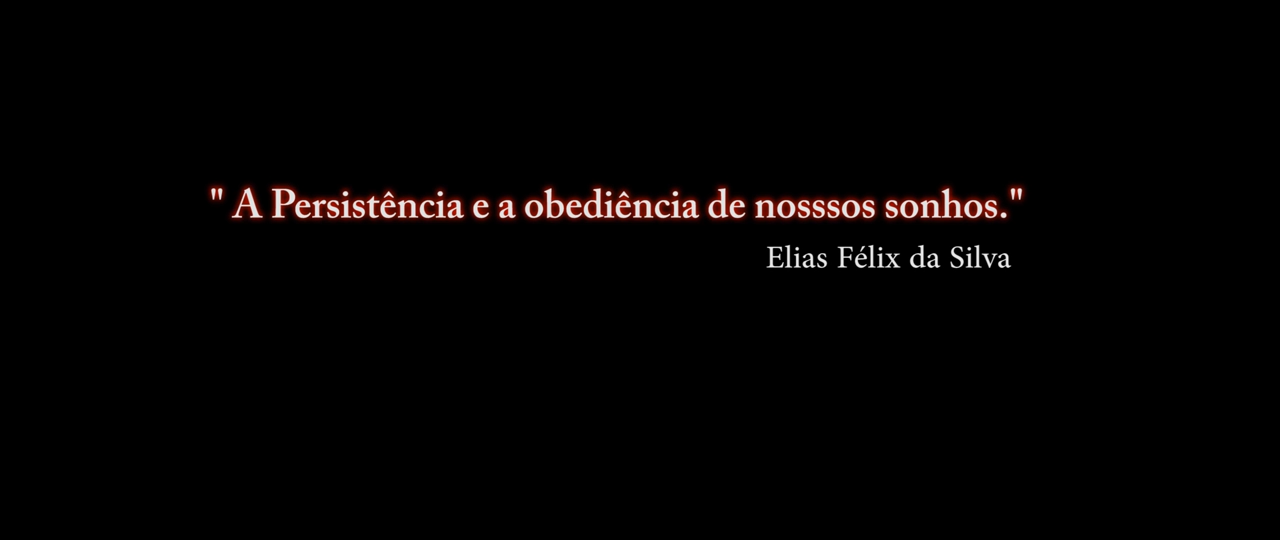 " A Persistência e a obediência de nosssos sonhos."
Elias Félix da Silva